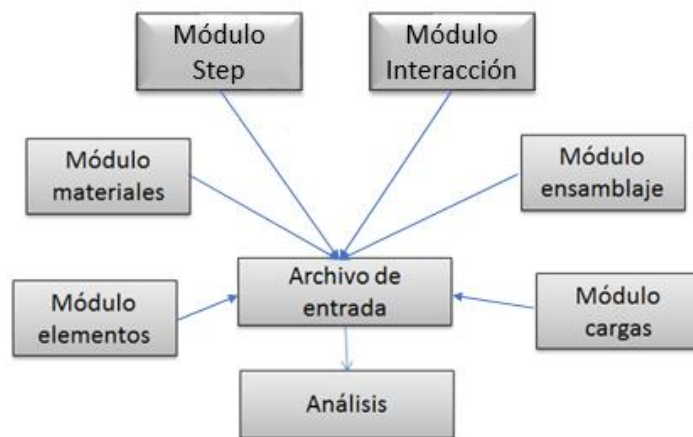 Módulo
Step
Módulo
Interacción
Módulo
materiales
Módulo
ensamblaje
Archivo de
entrada
Módulo
elementos
Módulo
cargas
Análisis